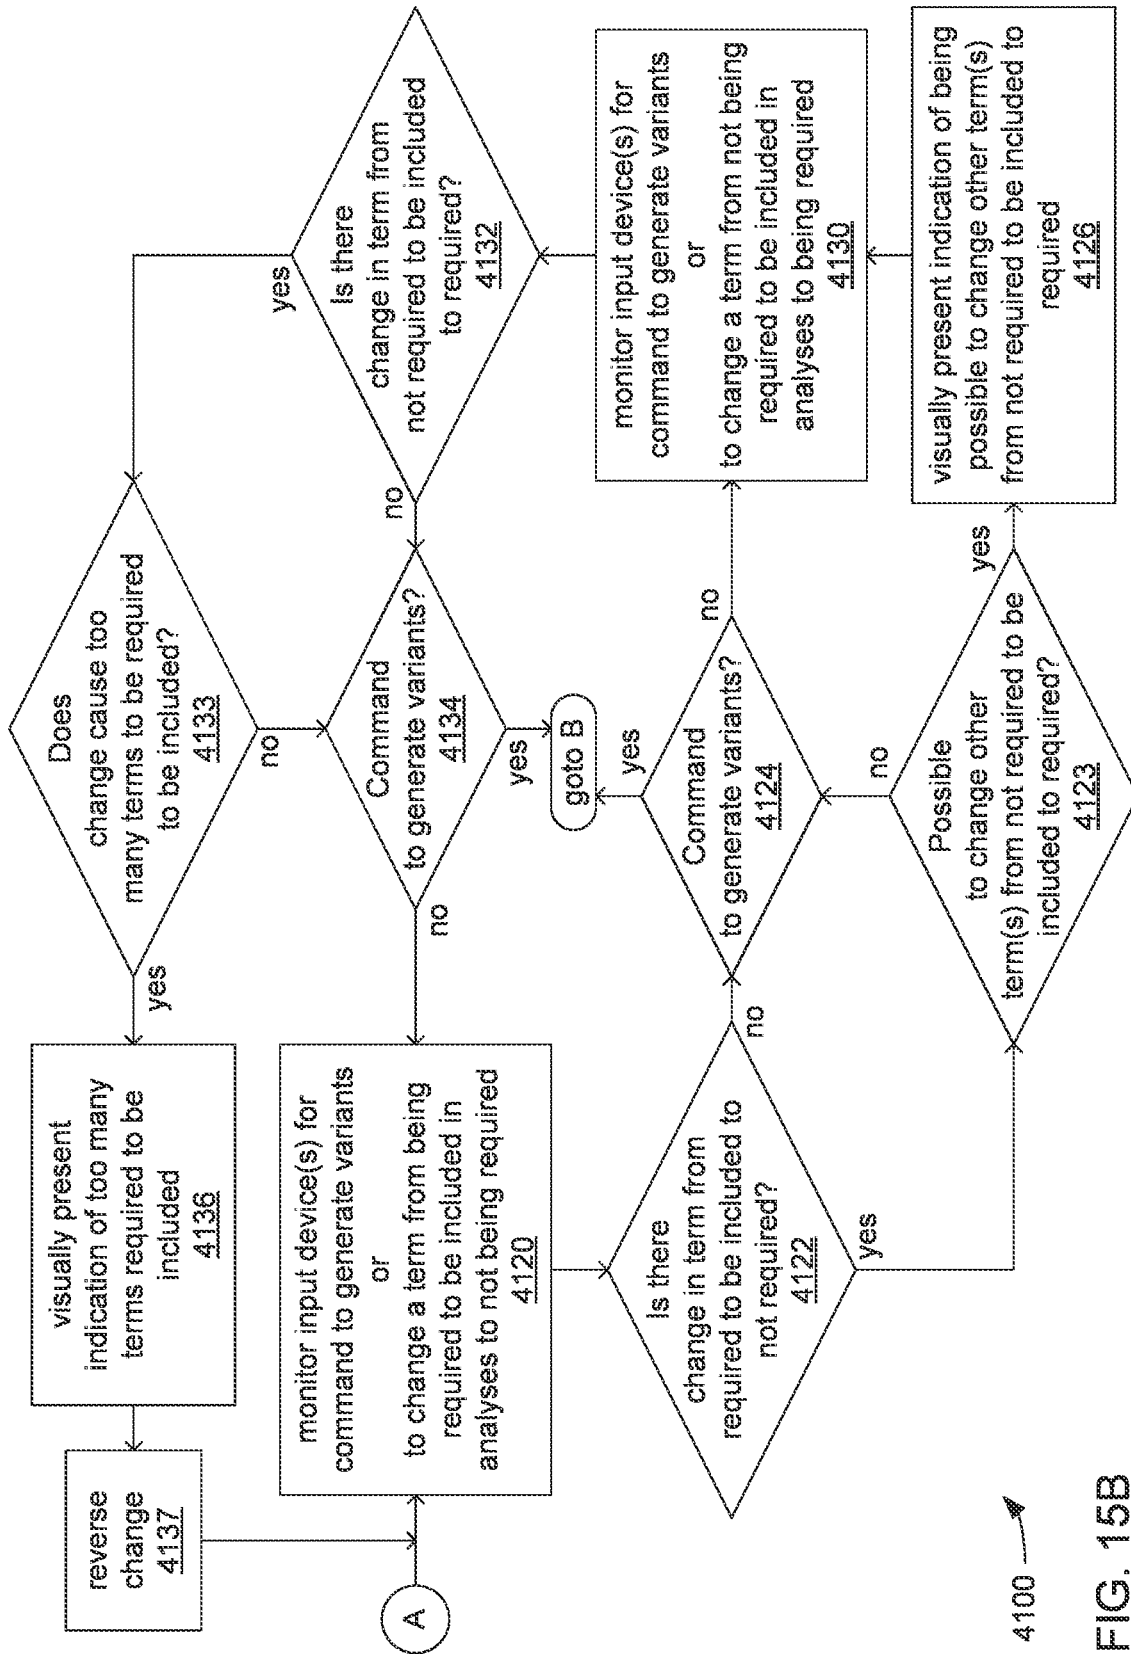 A
reverse
change
4137
visually present
indication of too many
terms required to be
included
4136
yes
Does
change cause too
many terms to be required
to be included?
4133
no
yes
Is there
change in term from
not required to be included
to required?
4132
no
Command
to generate variants?
4134
no
yes
goto B
monitor input device(s) for
command to generate variants
or
to change a term from being
required to be included in
analyses to not being required
4120
Is there
change in term from
required to be included to
not required?
4122
no
yes
Command
to generate variants?
4124
yes
no
monitor input device(s) for
command to generate variants
or
to change a term from not being
required to be included in
analyses to being required
4130
Possible
to change other
term(s) from not required to be
included to required?
4123
no
yes
visually present indication of being
possible to change other term(s)
from not required to be included to
required
4126
4100
FIG. 15B